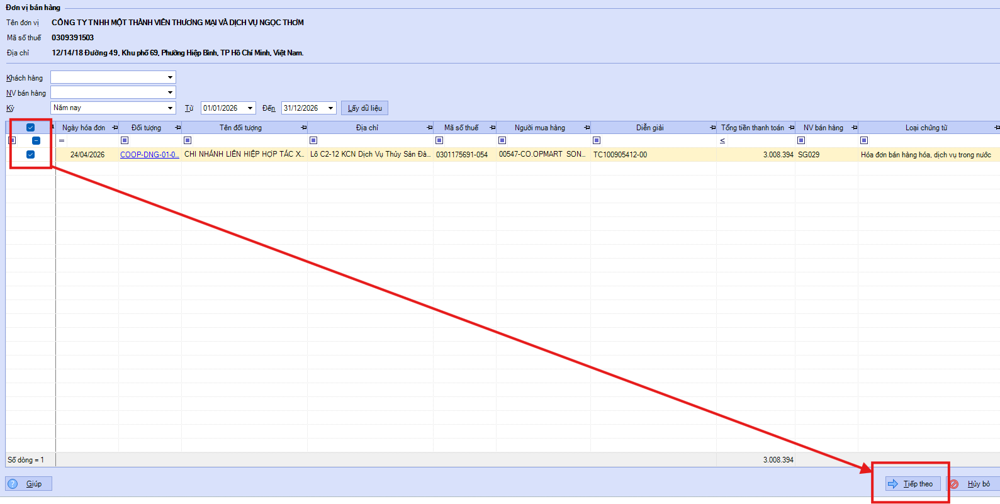 Đơn vị bán hàng
Tên đơn vị CÔNG TY TNHH MỘT THÀNH VIÊN THƯƠNG MẠI VÀ DỊCH VỤ NGỌC THƠM
Mã số thuế 0309391503
Địa chỉ 12/14/18 Đường 49, Khu phố 69, Phường Hiệp Bình, TP Hồ Chí Minh, Việt Nam.
Khách hàng
NV bán hàng
Kỳ Năm nay Từ 01/01/2026 Đến 31/12/2026 Lấy dữ liệu
Ngày hóa đơn Đối tượng Tên đối tượng Địa chỉ Mã số thuế Người mua hàng Diễn giải Tổng tiền thanh toán NV bán hàng Loại chứng từ
= ≤
24/04/2026 COOP-DNG-01-0... CHI NHÁNH LIÊN HIỆP HỢP TÁC X... Lô C2-12 KCN Dịch Vụ Thủy Sản Đà... 0301175691-054 00547-CO.OPMART SON... TC100905412-00 3.008.394 SG029 Hóa đơn bán hàng hóa, dịch vụ trong nước
Số dòng = 1 3.008.394
Giúp Tiếp theo Hủy bỏ